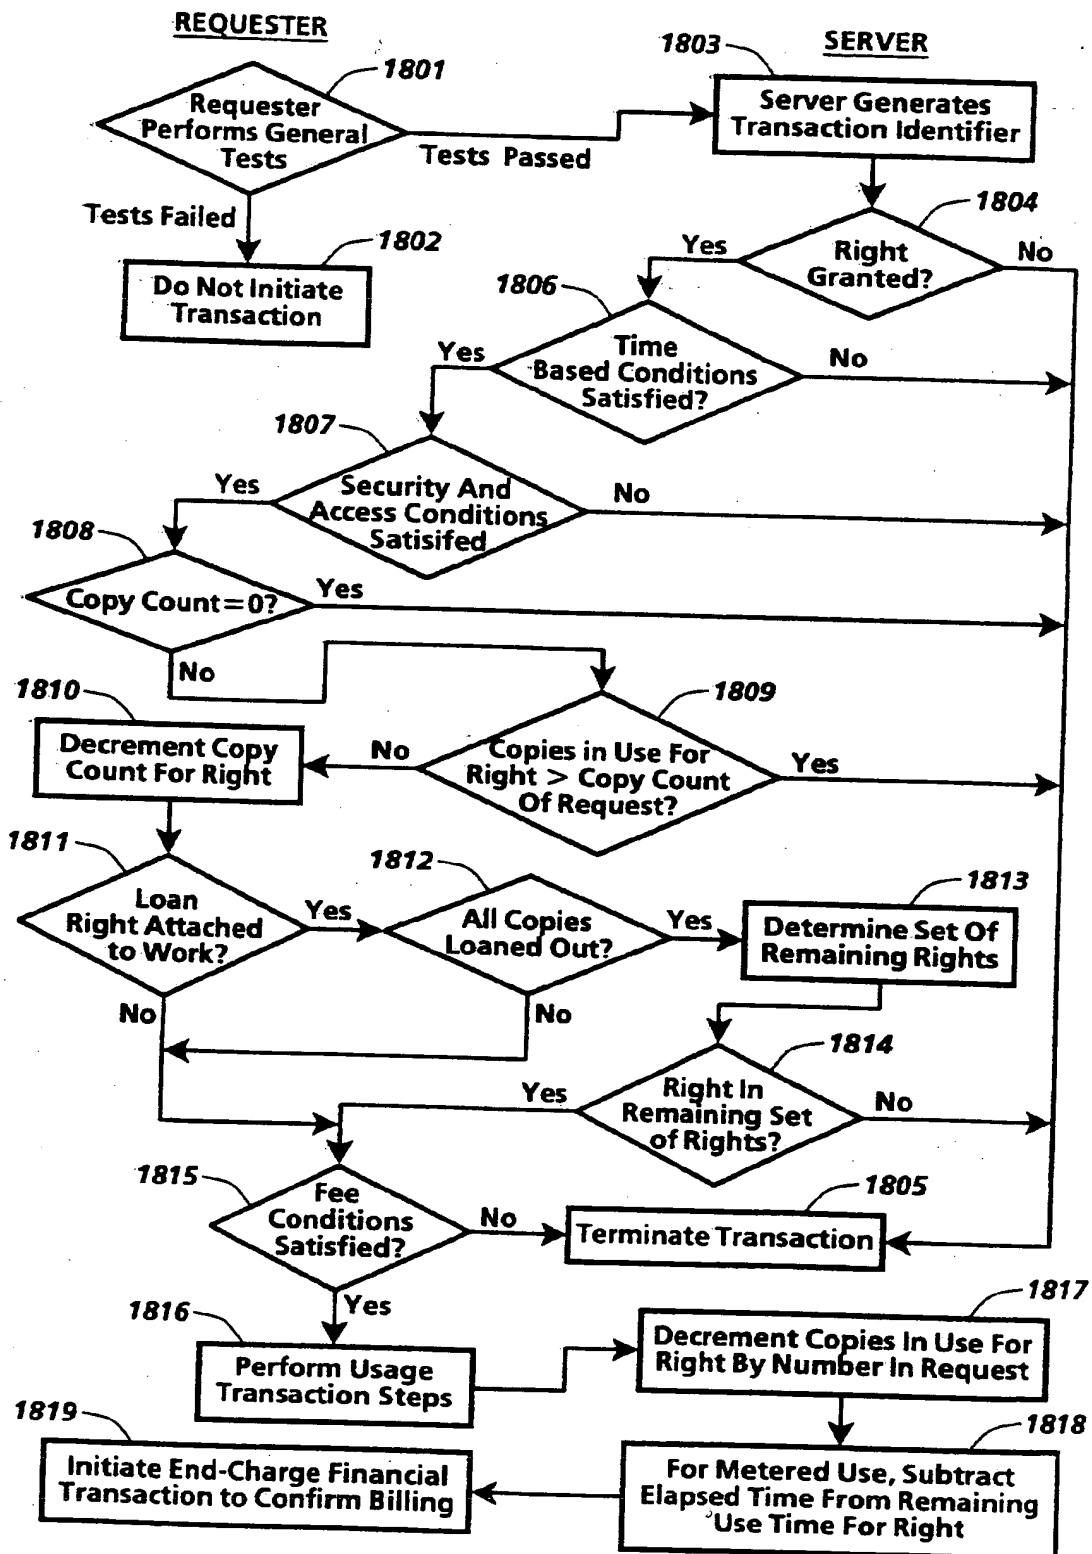 REQUESTER
SERVER
1801
1803
Requester
Performs General
Tests
Server Generates
Transaction Identifier
Tests Passed
Tests Failed
1804
1802
Right
Granted?
Yes
No
Do Not Initiate
Transaction
1806
Time
Based Conditions
Satisfied?
Yes
No
1807
Security And
Access Conditions
Satisifed
Yes
No
1808
Copy Count=0?
Yes
No
1810
1809
Decrement Copy
Count For Right
No
Copies in Use For
Right > Copy Count
Of Request?
Yes
1811
1812
1813
Loan
Right Attached
to Work?
Yes
All Copies
Loaned Out?
Yes
Determine Set Of
Remaining Rights
No
No
1814
Right In
Remaining Set
of Rights?
Yes
No
1815
1805
Fee
Conditions
Satisfied?
No
Terminate Transaction
Yes
1816
1817
Perform Usage
Transaction Steps
Decrement Copies In Use For
Right By Number In Request
1819
1818
Initiate End-Charge Financial
Transaction to Confirm Billing
For Metered Use, Subtract
Elapsed Time From Remaining
Use Time For Right